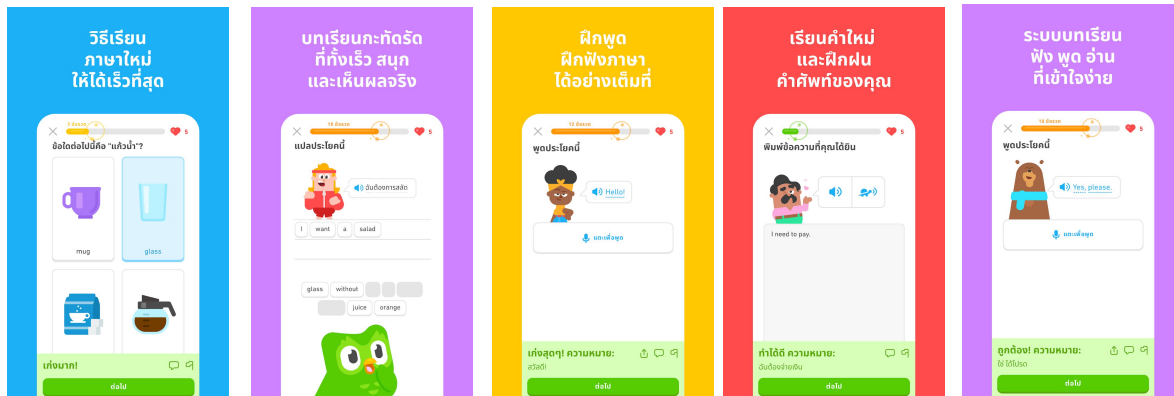 วิธีเรียน
ภาษาใหม่
ให้ได้เร็วที่สุด
5
ข้อใดต่อไปนี้คือ "แก้วน้ำ"?
mug
glass
เก่งมาก!
ต่อไป
บทเรียนกะทัดรัด
ที่ทั้งเร็ว สนุก
และเห็นผลจริง
5
แปลประโยคนี้
ฉันต้องการสลัด
I want a salad
glass without
juice orange
ฝึกพูด
ฝึกฟังภาษา
ได้อย่างเต็มที่
5
พูดประโยคนี้
Hello!
แตะเพื่อพูด
เก่งสุดๆ! ความหมาย:
สวัสดี!
ต่อไป
เรียนคำใหม่
และฝึกฝน
คำศัพท์ของคุณ
5
พิมพ์ข้อความที่คุณได้ยิน
I need to pay.
ทำได้ดี ความหมาย:
ฉันต้องจ่ายเงิน
ต่อไป
ระบบบทเรียน
ฟัง พูด อ่าน
ที่เข้าใจง่าย
5
พูดประโยคนี้
Yes, please.
แตะเพื่อพูด
ถูกต้อง! ความหมาย:
ใช่ ได้โปรด
ต่อไป